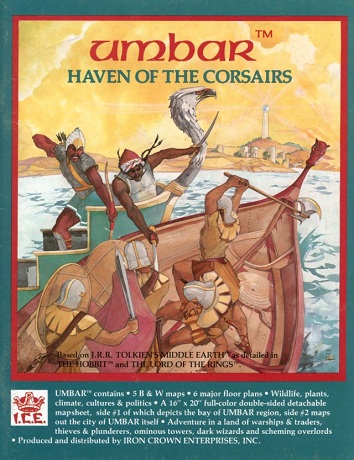 umbar™
HAVEN OF THE CORSAIRS
Based on J.R.R. TOLKIEN'S MIDDLE EARTH™ as detailed in
THE HOBBIT™ and THE LORD OF THE RINGS™
I.C.E.
UMBAR™ contains • 5 B & W maps • 6 major floor plans • Wildlife, plants,
climate, cultures & politics • A 16" x 20" full-color double-sided detachable
mapsheet, side #1 of which depicts the bay of UMBAR region, side #2 maps
out the city of UMBAR itself • Adventure in a land of warships & traders,
thieves & plunderers, ominous towers, dark wizards and scheming overlords
• Produced and distributed by IRON CROWN ENTERPRISES, INC.